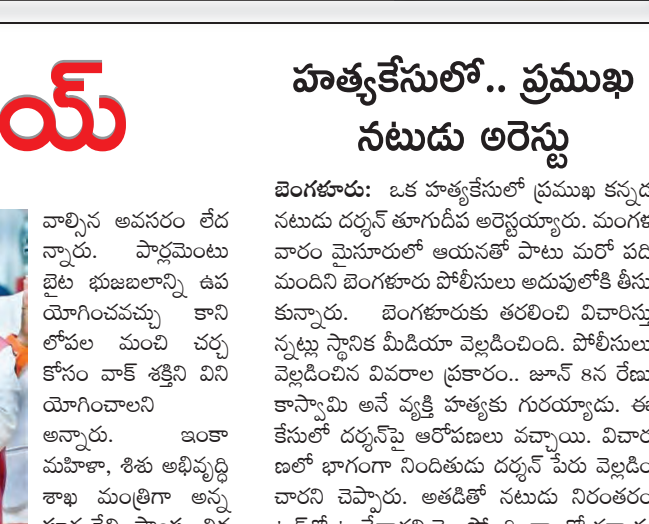 య్
హత్యకేసులో.. ప్రముఖ
నటుడు అరెస్టు
వాల్సిన అవసరం లేద
న్నారు. పార్లమెంటు
బైట భుజబలాన్ని ఉప
యోగించవచ్చు కాని
లోపల మంచి చర్చ
కోసం వాక్ శక్తిని విని
యోగించాలని
అన్నారు. ఇంకా
మహిళా, శిశు అభివృద్ధి
శాఖ మంత్రిగా అన్న
బెంగళూరు: ఒక హత్యకేసులో ప్రముఖ కన్నడ
నటుడు దర్శన్ తూగుదీప అరెస్టయ్యారు. మంగళ
వారం మైసూరులో ఆయనతో పాటు మరో పది
మందిని బెంగళూరు పోలీసులు అదుపులోకి తీసు
కున్నారు. బెంగళూరుకు తరలించి విచారిస్తు
న్నట్లు స్థానిక మీడియా వెల్లడించింది. పోలీసులు
వెల్లడించిన వివరాల ప్రకారం.. జూన్ 8న రేణు
కాస్వామి అనే వ్యక్తి హత్యకు గురయ్యాడు. ఈ
కేసులో దర్శన్‌పై ఆరోపణలు వచ్చాయి. విచార
ణలో భాగంగా నిందితుడు దర్శన్ పేరు వెల్లడిం
చారని చెప్పారు. అతడితో నటుడు నిరంతరం